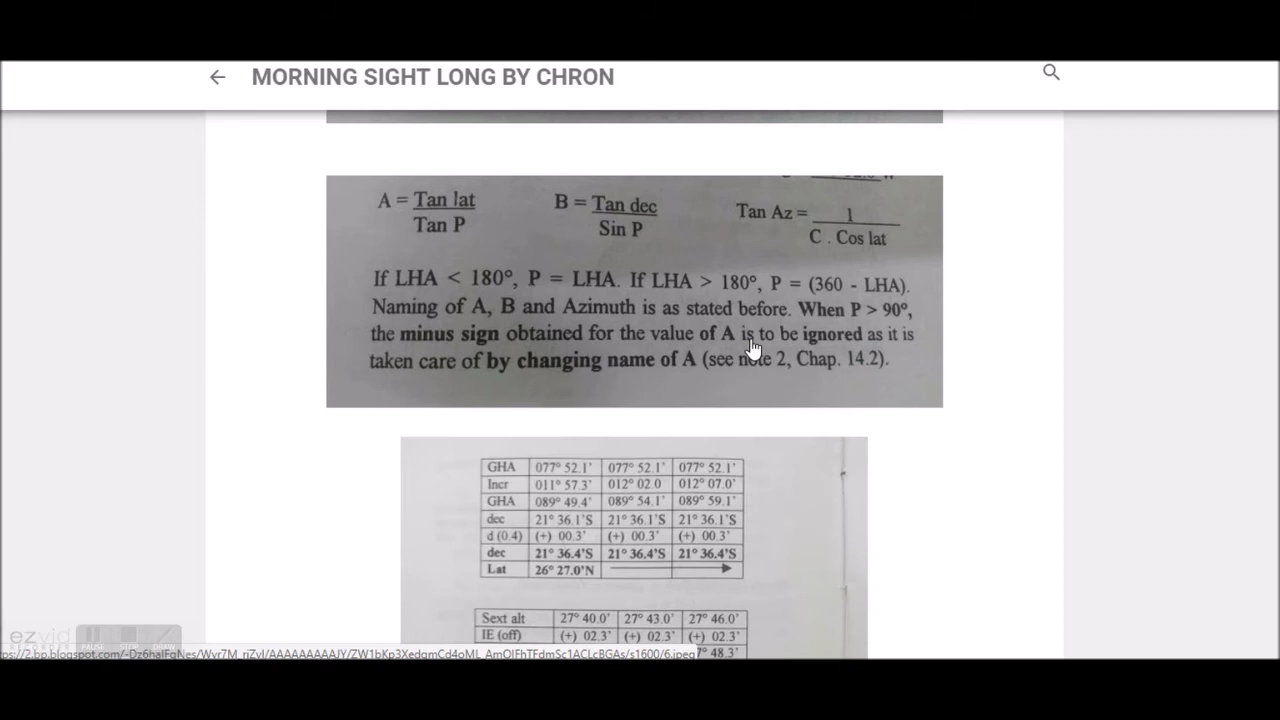 MORNING SIGHT LONG BY CHRON
A = Tan lat / Tan P
B = Tan dec / Sin P
Tan Az = 1 / C . Cos lat
If LHA < 180°, P = LHA. If LHA > 180°, P = (360 - LHA).
Naming of A, B and Azimuth is as stated before. When P > 90°,
the minus sign obtained for the value of A is to be ignored as it is
taken care of by changing name of A (see note 2, Chap. 14.2).
GHA 077° 52.1' 077° 52.1' 077° 52.1'
Incr 011° 57.3' 012° 02.0 012° 07.0'
GHA 089° 49.4' 089° 54.1' 089° 59.1'
dec 21° 36.1'S 21° 36.1'S 21° 36.1'S
d (0.4) (+) 00.3' (+) 00.3' (+) 00.3'
dec 21° 36.4'S 21° 36.4'S 21° 36.4'S
Lat 26° 27.0'N
Sext alt 27° 40.0' 27° 43.0' 27° 46.0'
IE (off) (+) 02.3' (+) 02.3' (+) 02.3'
7° 48.3'
ezvid